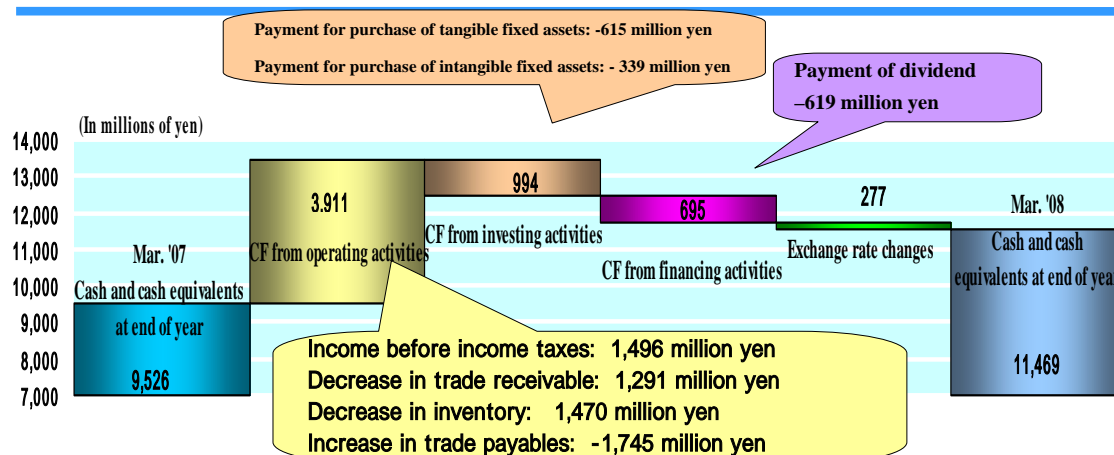 Payment for purchase of tangible fixed assets: -615 million yen
Payment for purchase of intangible fixed assets: - 339 million yen
Payment of dividend
–619 million yen
(In millions of yen)
14,000
13,000
12,000
11,000
10,000
9,000
8,000
7,000
Mar. '07
Cash and cash equivalents
at end of year
9,526
3.911
CF from operating activities
994
CF from investing activities
695
CF from financing activities
277
Exchange rate changes
Mar. '08
Cash and cash
equivalents at end of year
11,469
Income before income taxes: 1,496 million yen
Decrease in trade receivable: 1,291 million yen
Decrease in inventory: 1,470 million yen
Increase in trade payables: -1,745 million yen